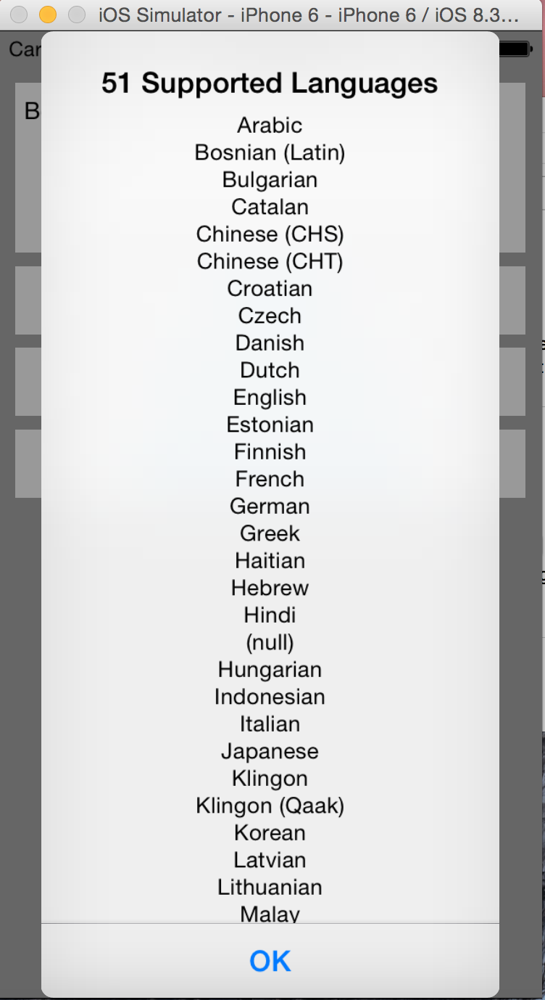 iOS Simulator - iPhone 6 - iPhone 6 / iOS 8.3...
Car
B
51 Supported Languages
Arabic
Bosnian (Latin)
Bulgarian
Catalan
Chinese (CHS)
Chinese (CHT)
Croatian
Czech
Danish
Dutch
English
Estonian
Finnish
French
German
Greek
Haitian
Hebrew
Hindi
(null)
Hungarian
Indonesian
Italian
Japanese
Klingon
Klingon (Qaak)
Korean
Latvian
Lithuanian
Malay
OK